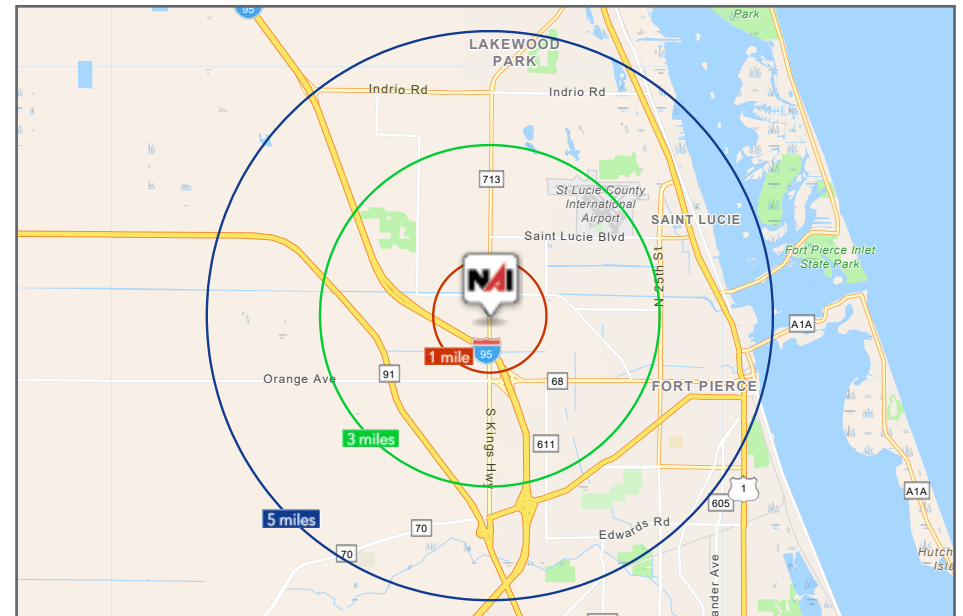 95
Park
LAKEWOOD
PARK
Indrio Rd
Indrio Rd
713
St Lucie County
International
Airport
SAINT LUCIE
Saint Lucie Blvd
Fort Pierce Inlet
State Park
N 25th St
NAI
A1A
95
1 mile
Orange Ave
91
68
FORT PIERCE
S Kings Hwy
3 miles
611
1
A1A
605
5 miles
70
Edwards Rd
70
Hutch
Isla
ander Ave